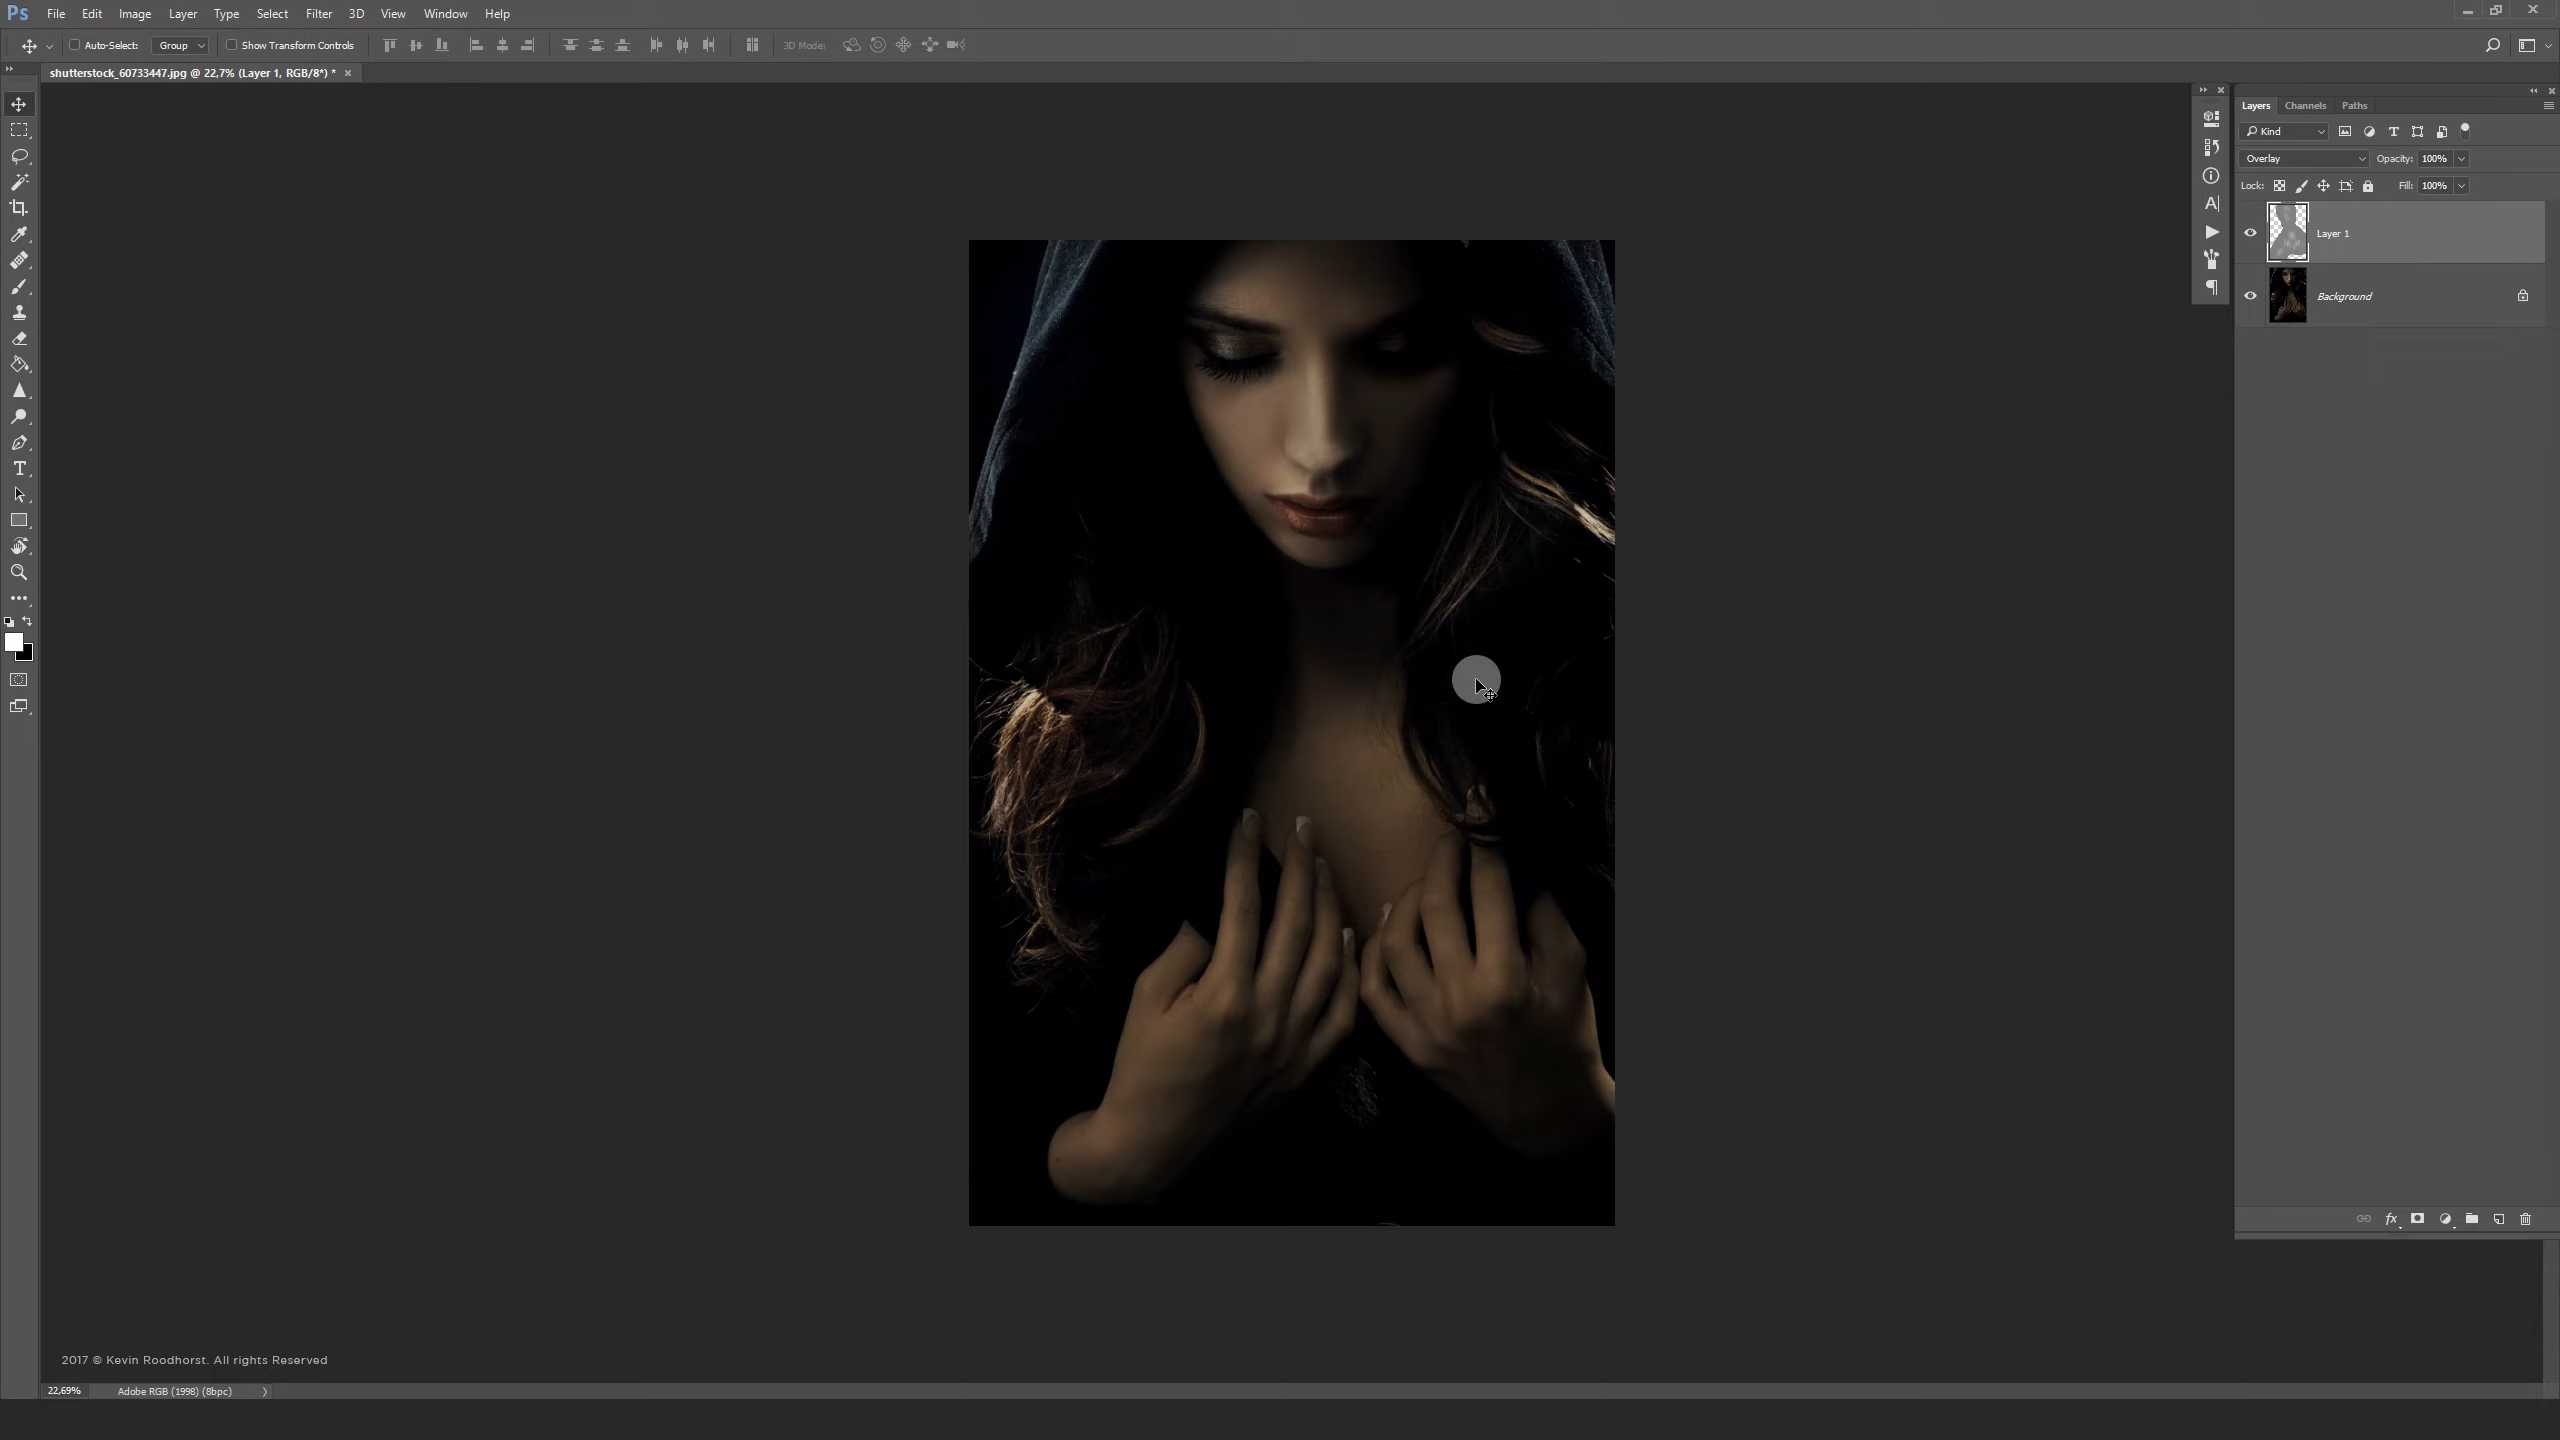 Ps File Edit Image Layer Type Select Filter 3D View Window Help
Auto-Select: Group Show Transform Controls 3D Mode:
shutterstock_60733447.jpg @ 22,7% (Layer 1, RGB/8*) * ×
Layers Channels Paths
Kind
Overlay Opacity: 100%
Lock: Fill: 100%
Layer 1
Background
2017 © Kevin Roodhorst. All rights Reserved
22,69% Adobe RGB (1998) (8bpc)